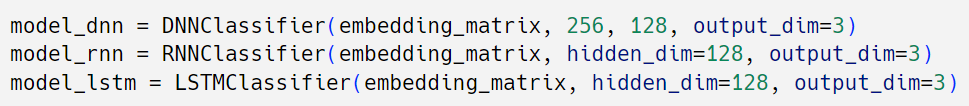 model_dnn = DNNClassifier(embedding_matrix, 256, 128, output_dim=3)
model_rnn = RNNClassifier(embedding_matrix, hidden_dim=128, output_dim=3)
model_lstm = LSTMClassifier(embedding_matrix, hidden_dim=128, output_dim=3)